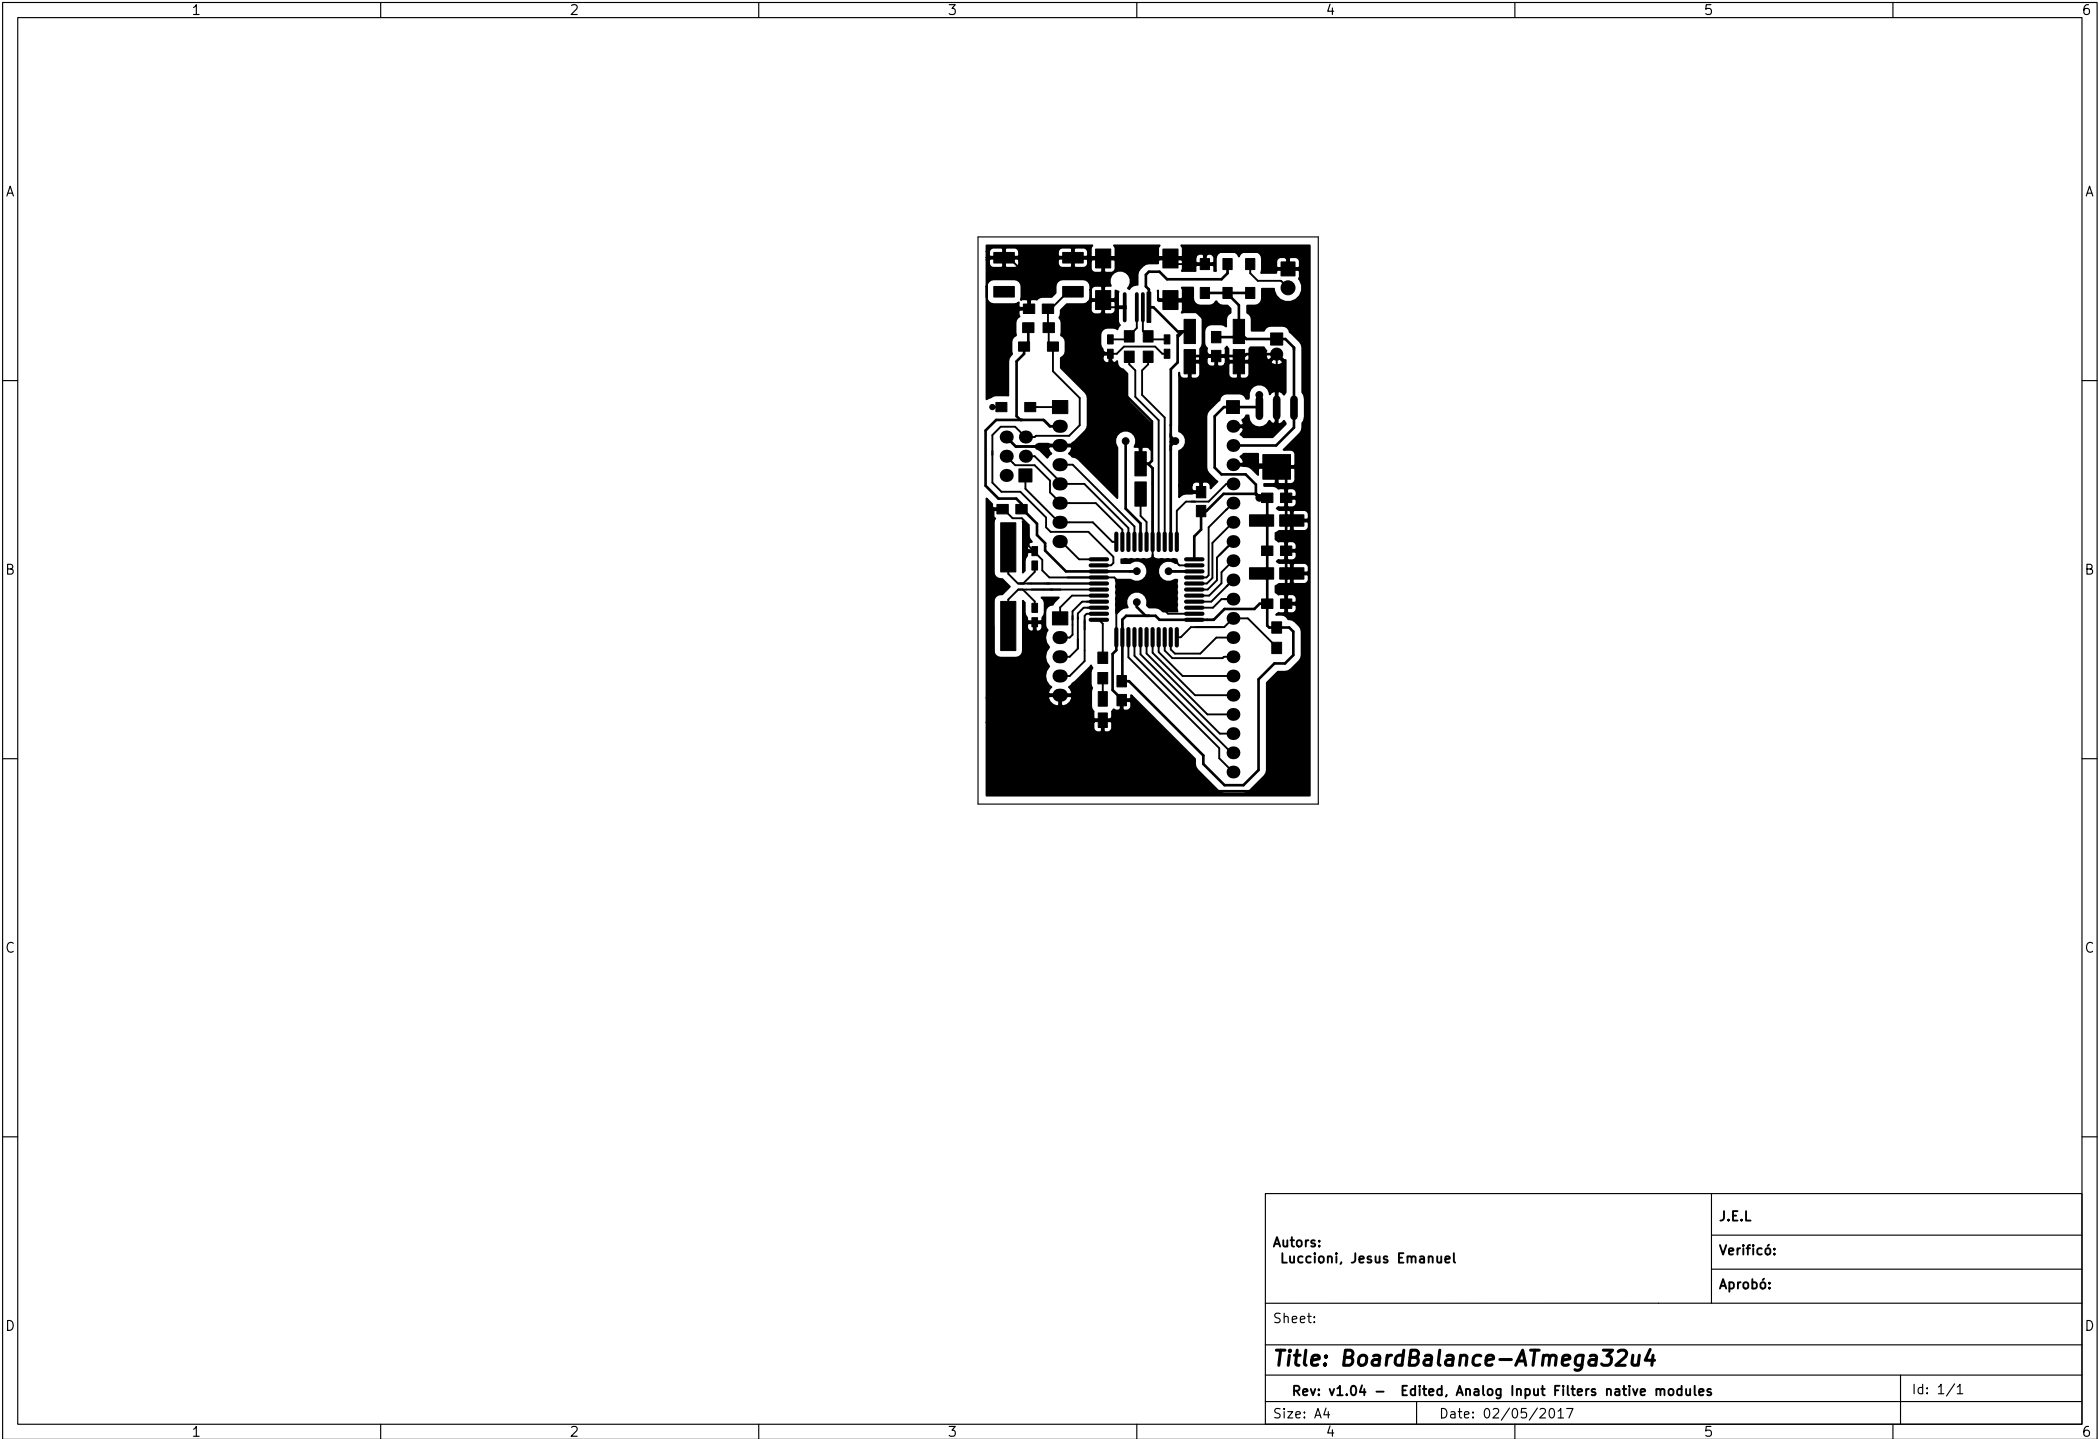 1 2 3 4 5 6
A A
B B
C C
D D
J.E.L
Autors:
Luccioni, Jesus Emanuel
Verificó:
Aprobó:
Sheet:
Title: BoardBalance-ATmega32u4
Rev: v1.04 - Edited, Analog Input Filters native modules
Id: 1/1
Size: A4
Date: 02/05/2017
1 2 3 4 5 6